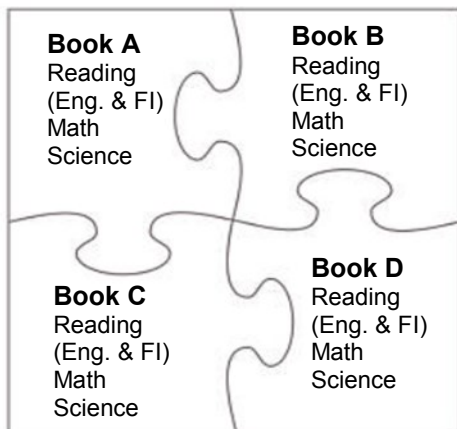 Book A
Reading
(Eng. & FI)
Math
Science
Book B
Reading
(Eng. & FI)
Math
Science
Book C
Reading
(Eng. & FI)
Math
Science
Book D
Reading
(Eng. & FI)
Math
Science